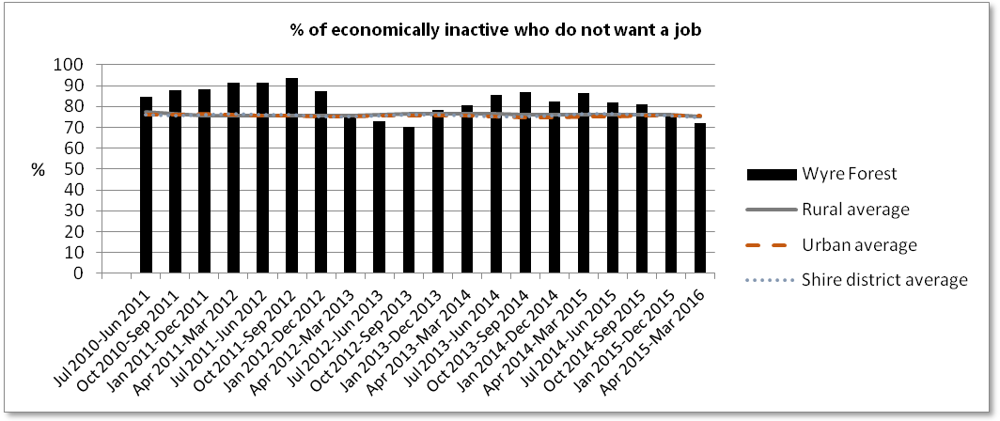 % of economically inactive who do not want a job
100
90
80
70
60
50
40
30
20
10
0
%
Jul 2010-Jun 2011
Oct 2010-Sep 2011
Jan 2011-Dec 2011
Apr 2011-Mar 2012
Jul 2011-Jun 2012
Oct 2011-Sep 2012
Jan 2012-Dec 2012
Apr 2012-Mar 2013
Jul 2012-Jun 2013
Oct 2012-Sep 2013
Jan 2013-Dec 2013
Apr 2013-Mar 2014
Jul 2013-Jun 2014
Oct 2013-Sep 2014
Jan 2014-Dec 2014
Apr 2014-Mar 2015
Jul 2014-Jun 2015
Oct 2014-Sep 2015
Jan 2015-Dec 2015
Apr 2015-Mar 2016
Wyre Forest
Rural average
Urban average
Shire district average